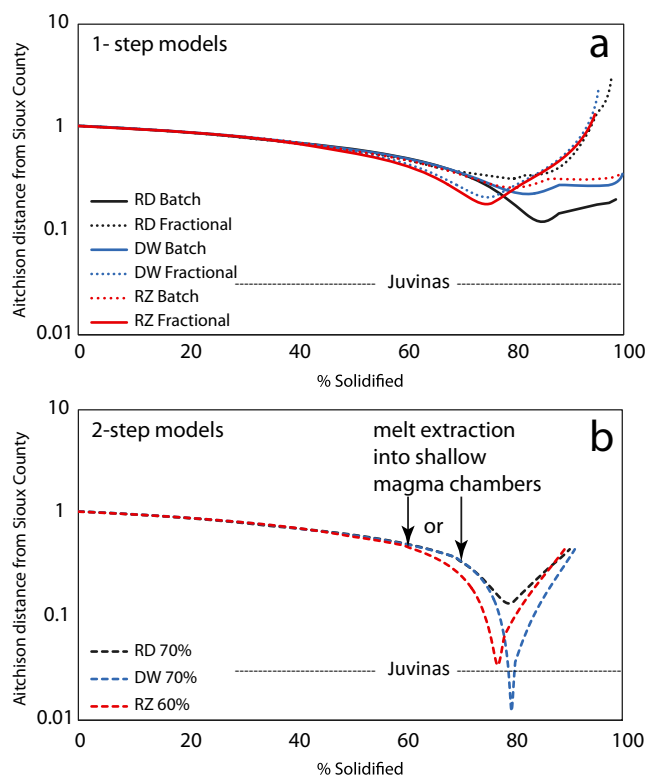 10
1- step models
a
1
0.1
0.01
Aitchison distance from Sioux County
RD Batch
RD Fractional
DW Batch
DW Fractional
RZ Batch
RZ Fractional
Juvinas
0
20
40
60
80
100
% Solidified
10
2-step models
melt extraction
into shallow
magma chambers
or
b
1
0.1
0.01
Aitchison distance from Sioux County
RD 70%
DW 70%
RZ 60%
Juvinas
0
20
40
60
80
100
% Solidified